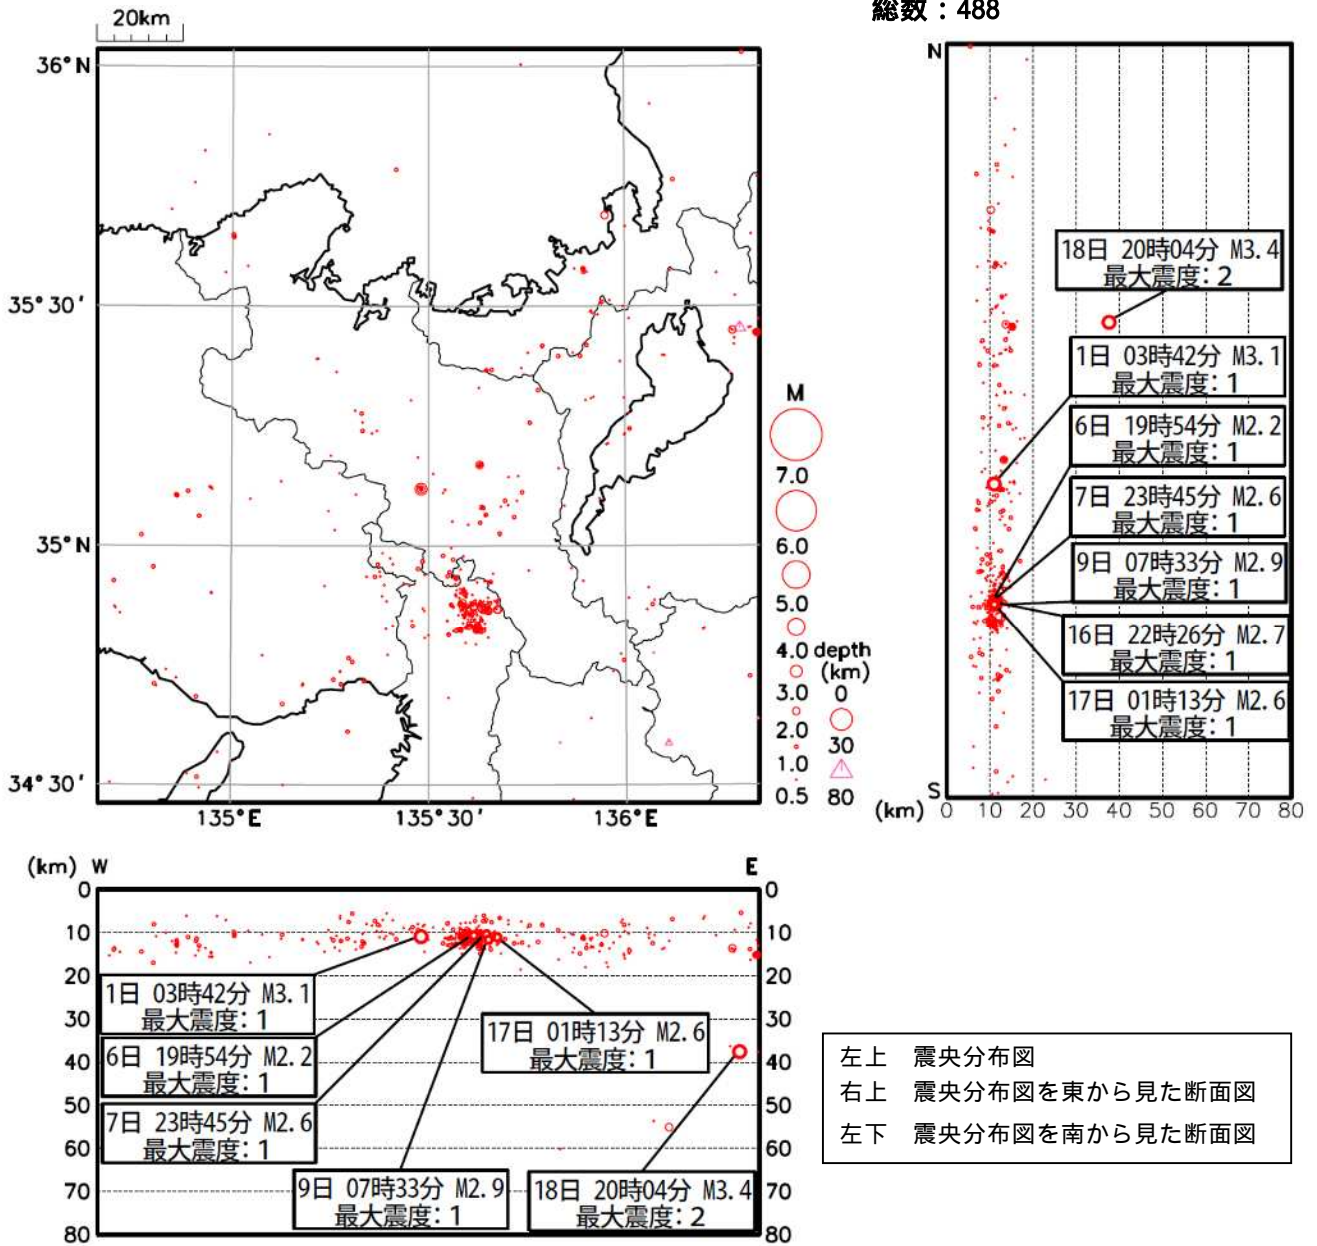 総数：488
20km
36°N
35°30′
35°N
34°30′
135°E
135°30′
136°E
M
7.0
6.0
5.0
4.0
3.0
2.0
1.0
0.5
depth
(km)
0
30
80
N
S
18日 20時04分 M3.4
最大震度：2
1日 03時42分 M3.1
最大震度：1
6日 19時54分 M2.2
最大震度：1
7日 23時45分 M2.6
最大震度：1
9日 07時33分 M2.9
最大震度：1
16日 22時26分 M2.7
最大震度：1
17日 01時13分 M2.6
最大震度：1
(km) 0 10 20 30 40 50 60 70 80
(km) W
E
0
10
20
30
40
50
60
70
80
0
10
20
30
40
50
60
70
80
1日 03時42分 M3.1
最大震度：1
6日 19時54分 M2.2
最大震度：1
7日 23時45分 M2.6
最大震度：1
17日 01時13分 M2.6
最大震度：1
9日 07時33分 M2.9
最大震度：1
18日 20時04分 M3.4
最大震度：2
左上　震央分布図
右上　震央分布図を東から見た断面図
左下　震央分布図を南から見た断面図